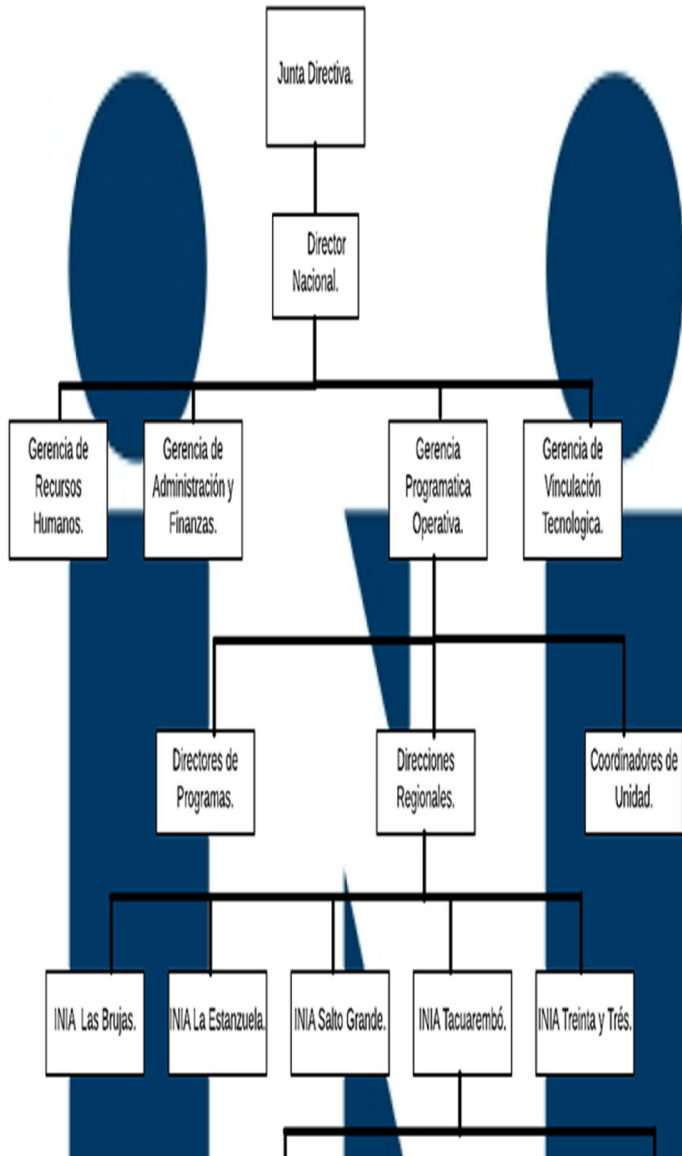 Junta Directiva.
Director
Nacional.
Gerencia de
Recursos
Humanos.
Gerencia de
Administración y
Finanzas.
Gerencia
Programatica
Operativa.
Gerencia de
Vinculación
Tecnologica.
Directores de
Programas.
Direcciones
Regionales.
Coordinadores de
Unidad.
INIA Las Brujas.
INIA La Estanzuela.
INIA Salto Grande.
INIA Tacuarembó.
INIA Treinta y Trés.